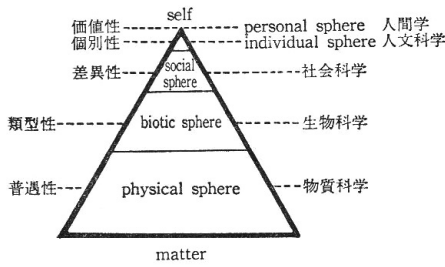 self
価値性 personal sphere 人間学
個別性 individual sphere 人文科学
差異性 social sphere 社会科学
類型性 biotic sphere 生物科学
普遇性 physical sphere 物質科学
matter